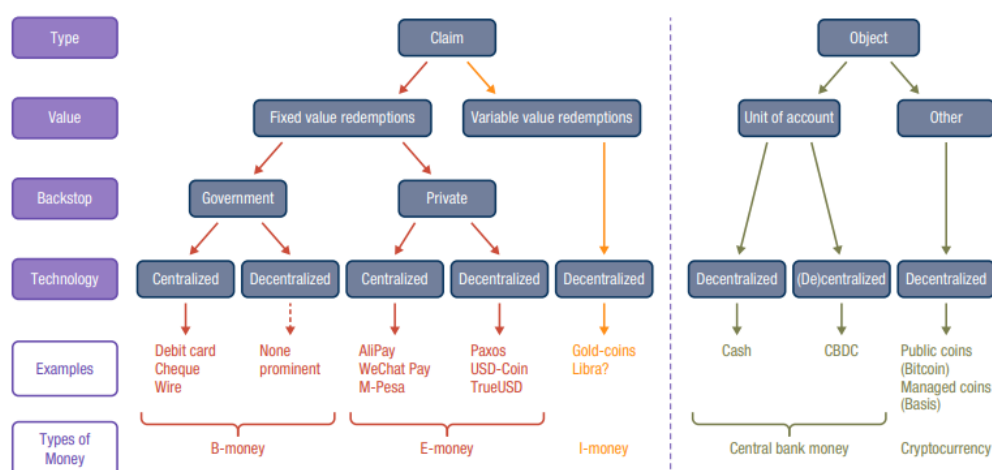 Type
Claim
Object
Value
Fixed value redemptions
Variable value redemptions
Unit of account
Other
Backstop
Government
Private
Technology
Centralized
Decentralized
Centralized
Decentralized
Decentralized
Decentralized
(De)centralized
Decentralized
Examples
Debit card
Cheque
Wire
None
prominent
AliPay
WeChat Pay
M-Pesa
Paxos
USD-Coin
TrueUSD
Gold-coins
Libra?
Cash
CBDC
Public coins
(Bitcoin)
Managed coins
(Basis)
Types of
Money
B-money
E-money
I-money
Central bank money
Cryptocurrency